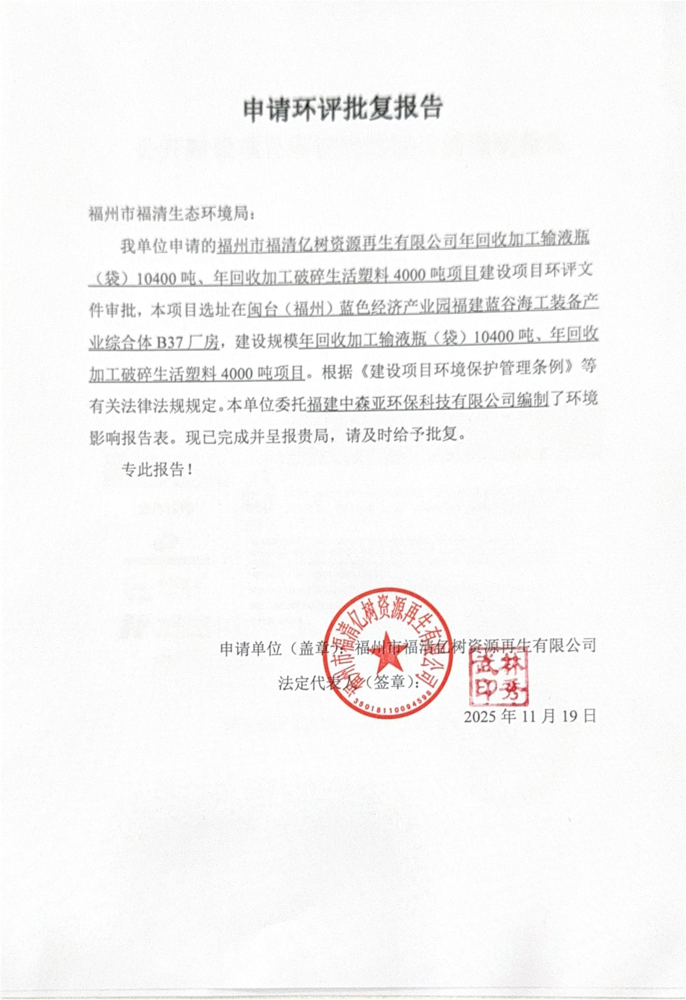 申请环评批复报告
福州市福清生态环境局：
我单位申请的福州市福清亿树资源再生有限公司年回收加工输液瓶
（袋）10400 吨、年回收加工破碎生活塑料 4000 吨项目建设项目环评文
件审批，本项目选址在闽台（福州）蓝色经济产业园福建蓝谷海工装备产
业综合体 B37 厂房，建设规模年回收加工输液瓶（袋）10400 吨、年回收
加工破碎生活塑料 4000 吨项目。根据《建设项目环境保护管理条例》等
有关法律法规规定。本单位委托福建中森亚环保科技有限公司编制了环境
影响报告表。现已完成并呈报贵局，请及时给予批复。
专此报告！
申请单位（盖章）：福州市福清亿树资源再生有限公司
法定代表人（签章）：
2025 年 11 月 19 日
福州市福清亿树资源再生有限公司
35018110094598
林秀
武印